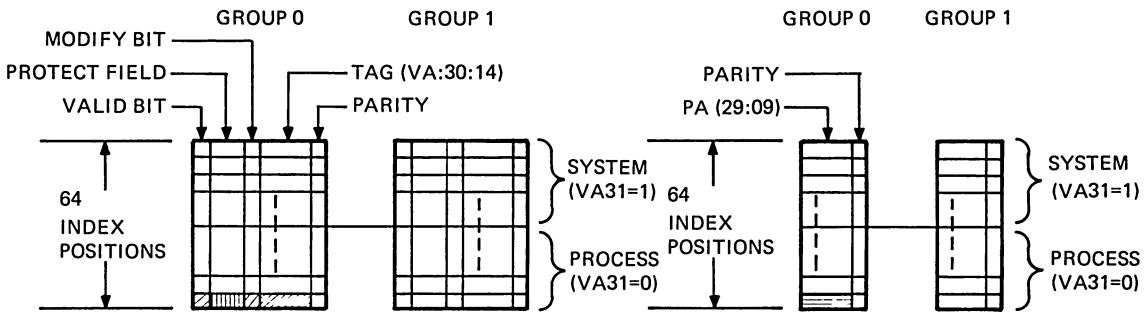 GROUP 0 GROUP 1 GROUP 0 GROUP 1
MODIFY BIT
PROTECT FIELD TAG (VA:30:14) PARITY
VALID BIT PARITY PA (29:09)
64
INDEX
POSITIONS
SYSTEM
(VA31=1)
PROCESS
(VA31=0)
64
INDEX
POSITIONS
SYSTEM
(VA31=1)
PROCESS
(VA31=0)